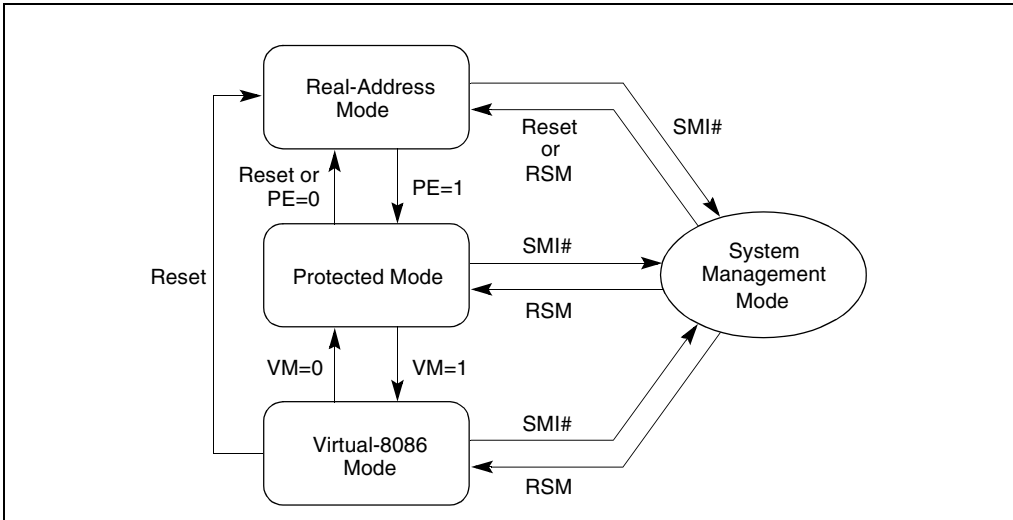 Real-Address
Mode
SMI#
Reset
or
RSM
Reset or
PE=0
PE=1
System
Management
Mode
SMI#
Protected Mode
Reset
RSM
VM=0
VM=1
SMI#
Virtual-8086
Mode
RSM